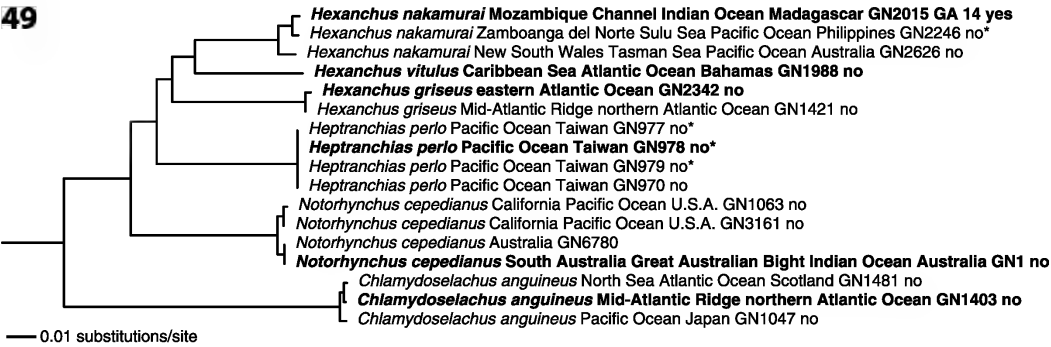 49
Hexanchus nakamurai Mozambique Channel Indian Ocean Madagascar GN2015 GA 14 yes
Hexanchus nakamurai Zamboanga del Norte Sulu Sea Pacific Ocean Philippines GN2246 no*
Hexanchus nakamurai New South Wales Tasman Sea Pacific Ocean Australia GN2626 no
Hexanchus vitulus Caribbean Sea Atlantic Ocean Bahamas GN1988 no
Hexanchus griseus eastern Atlantic Ocean GN2342 no
Hexanchus griseus Mid-Atlantic Ridge northern Atlantic Ocean GN1421 no
Heptranchias perlo Pacific Ocean Taiwan GN977 no*
Heptranchias perlo Pacific Ocean Taiwan GN978 no*
Heptranchias perlo Pacific Ocean Taiwan GN979 no*
Heptranchias perlo Pacific Ocean Taiwan GN970 no
Notorhynchus cepedianus California Pacific Ocean U.S.A. GN1063 no
Notorhynchus cepedianus California Pacific Ocean U.S.A. GN3161 no
Notorhynchus cepedianus Australia GN6780
Notorhynchus cepedianus South Australia Great Australian Bight Indian Ocean Australia GN1 no
Chlamydoselachus anguineus North Sea Atlantic Ocean Scotland GN1481 no
Chlamydoselachus anguineus Mid-Atlantic Ridge northern Atlantic Ocean GN1403 no
Chlamydoselachus anguineus Pacific Ocean Japan GN1047 no
0.01 substitutions/site